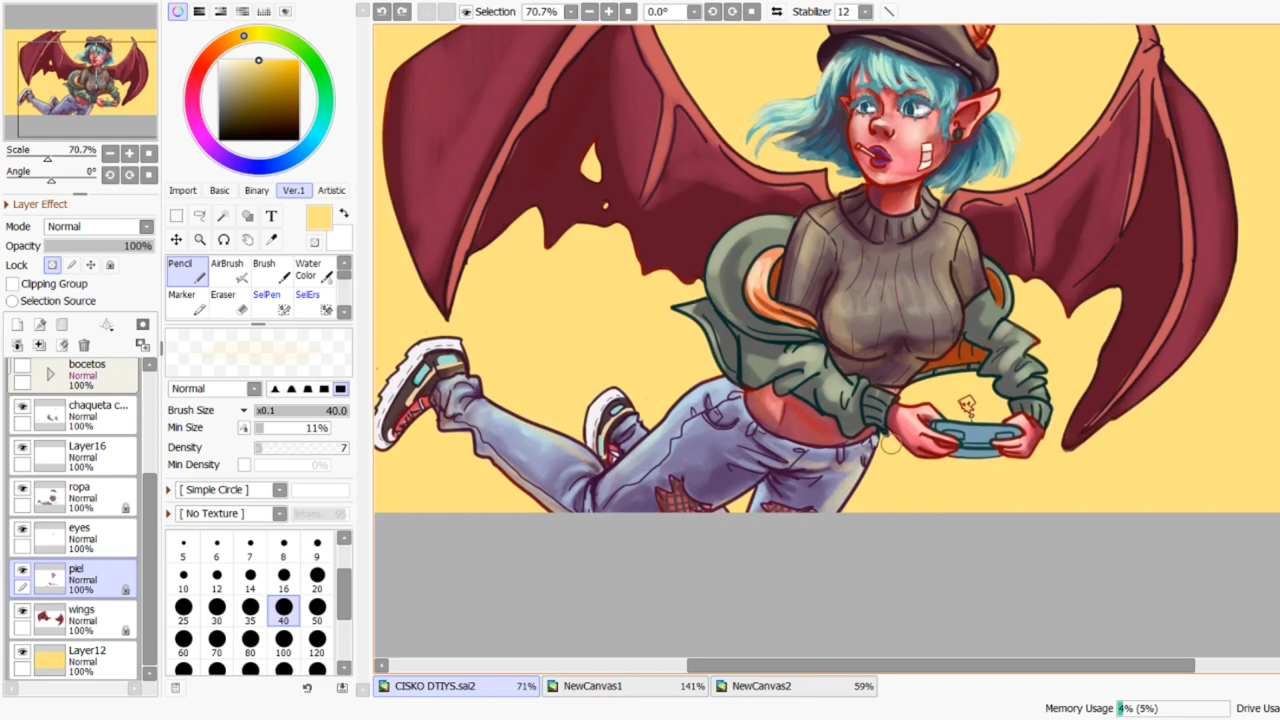 Selection 70.7% 0.0° Stabilizer 12
Scale 70.7%
Angle 0°
Layer Effect
Mode Normal
Opacity 100%
Lock
Clipping Group
Selection Source
bocetos
Normal
100%
chaqueta c...
Normal
100%
Layer16
Normal
100%
ropa
Normal
100%
eyes
Normal
100%
piel
Normal
100%
wings
Normal
100%
Layer12
Normal
100%
Import Basic Binary Ver.1 Artistic
T
Pencil AirBrush Brush Water Color
Marker Eraser SelPen SelErs
Normal
Brush Size x0.1 40.0
Min Size 11%
Density 7
Min Density 0%
[ Simple Circle ]
[ No Texture ] Intens. 95
5 6 7 8 9
10 12 14 16 20
25 30 35 40 50
60 70 80 100 120
CISKO DTIYS.sai2 71% NewCanvas1 141% NewCanvas2 59%
Memory Usage 4% (5%) Drive Usa